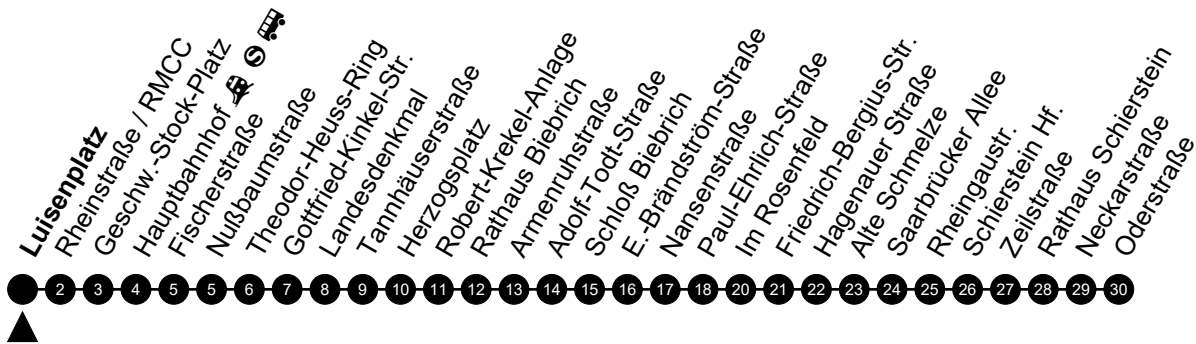 Luisenplatz
Rheinstraße / RMCC
Geschw.-Stock-Platz
Hauptbahnhof S
Fischerstraße
Nußbaumstraße
Theodor-Heuss-Ring
Gottfried-Kinkel-Str.
Landesdenkmal
Tannhäuserstraße
Herzogsplatz
Robert-Krekel-Anlage
Rathaus Biebrich
Armenruhstraße
Adolf-Todt-Straße
Schloß Biebrich
E.-Brändström-Straße
Nansenstraße
Paul-Ehrlich-Straße
Im Rosenfeld
Friedrich-Bergius-Str.
Hagenauer Straße
Alte Schmelze
Saarbrücker Allee
Rheingaustr.
Schierstein Hf.
Zeilstraße
Rathaus Schierstein
Neckarstraße
Oderstraße
2 3 4 5 5 6 7 8 9 10 11 12 13 14 15 16 17 18 20 21 22 23 24 25 26 27 28 29 30